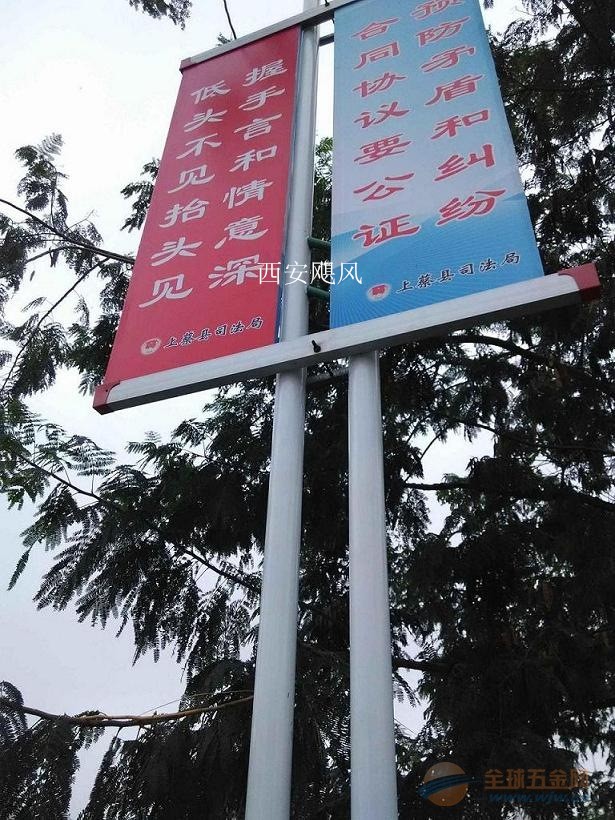 握手言和情意深
低头不见抬头见
上蔡县司法局
预防矛盾和纠纷
合同协议要公证
上蔡县司法局
西安飓风
全球五金网